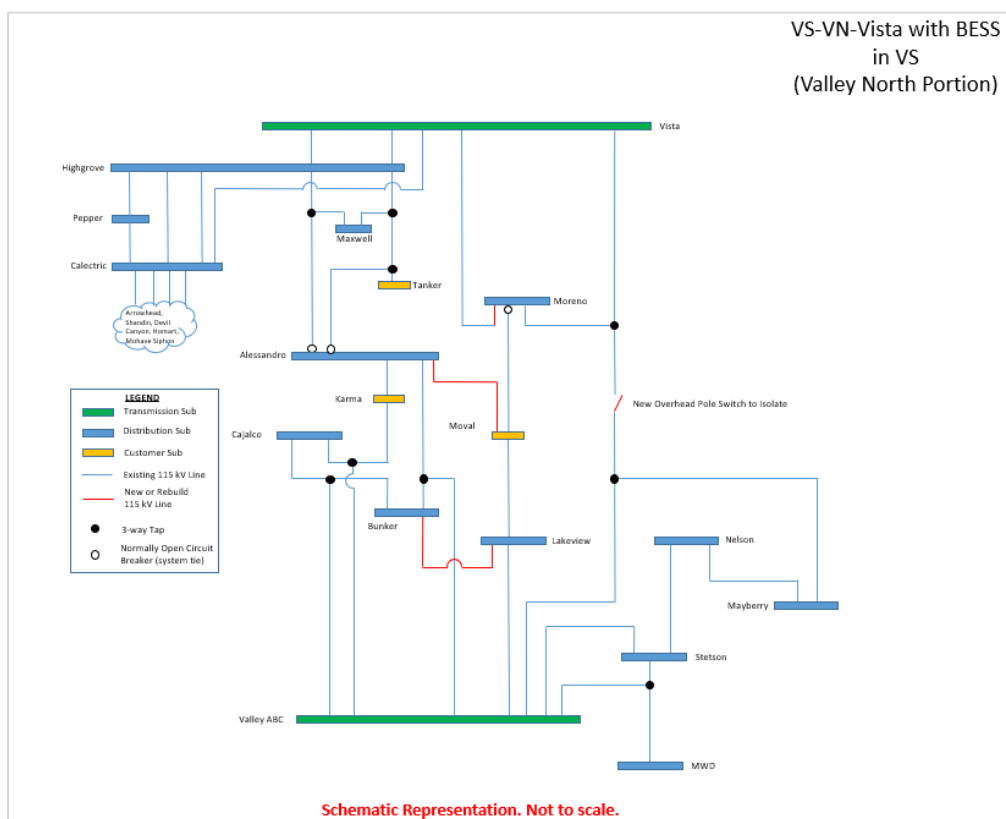 VS-VN-Vista with BESS
in VS
(Valley North Portion)
Vista
Highgrove
Pepper
Maxwell
Calectric
Tanker
Moreno
Arrowhead,
Shandin, Devil
Canyon, Homart,
Mohave Siphon
Alessandro
LEGEND
Transmission Sub
Distribution Sub
Customer Sub
Existing 115 kV Line
New or Rebuild
115 kV Line
3-way Tap
Normally Open Circuit
Breaker (system tie)
Karma
New Overhead Pole Switch to Isolate
Moval
Cajalco
Bunker
Lakeview
Nelson
Mayberry
Stetson
Valley ABC
MWD
Schematic Representation. Not to scale.